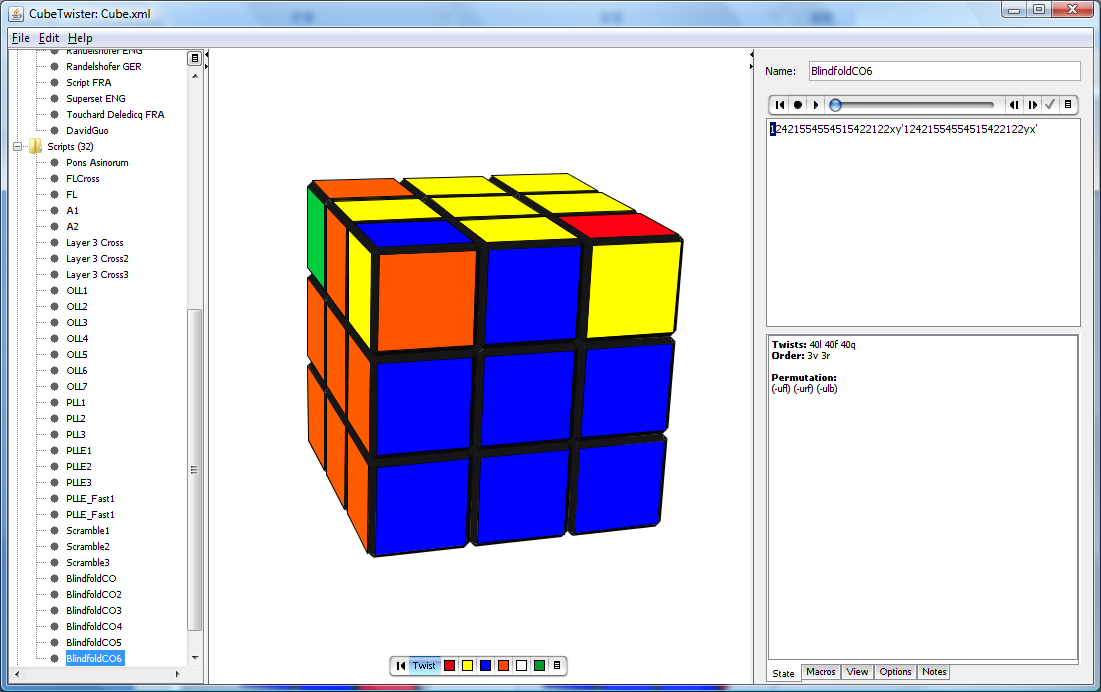 CubeTwister: Cube.xml
File Edit Help
Randelshofer ENG
Randelshofer GER
Script FRA
Superset ENG
Touchard Deledicq FRA
DavidGuo
Scripts (32)
Pons Asinorum
FLCross
FL
A1
A2
Layer 3 Cross
Layer 3 Cross2
Layer 3 Cross3
OLL1
OLL2
OLL3
OLL4
OLL5
OLL6
OLL7
PLL1
PLL2
PLL3
PLLE1
PLLE2
PLLE3
PLLE_Fast1
PLLE_Fast1
Scramble1
Scramble2
Scramble3
BlindfoldCO
BlindfoldCO2
BlindfoldCO3
BlindfoldCO4
BlindfoldCO5
BlindfoldCO6
Twist
Name: BlindfoldCO6
12421554554515422122xy'12421554554515422122yx'
Twists: 40l 40f 40q
Order: 3v 3r
Permutation:
(-ufl) (-urf) (-ulb)
State Macros View Options Notes